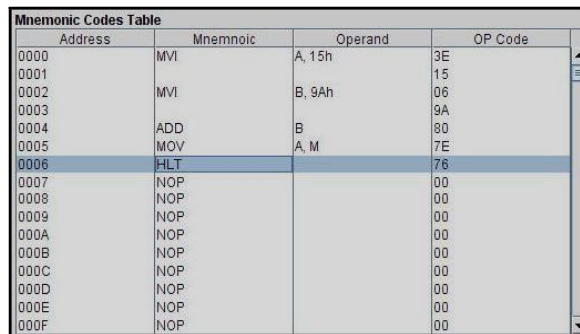 Mnemonic Codes Table
Address Mnemnoic Operand OP Code
0000 MVI A, 15h 3E
0001 15
0002 MVI B, 9Ah 06
0003 9A
0004 ADD B 80
0005 MOV A, M 7E
0006 HLT 76
0007 NOP 00
0008 NOP 00
0009 NOP 00
000A NOP 00
000B NOP 00
000C NOP 00
000D NOP 00
000E NOP 00
000F NOP 00